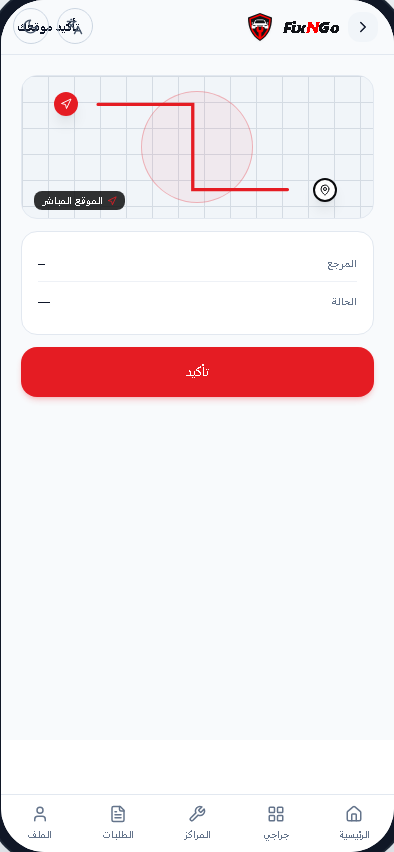 FixNGo
تأكيد موقعك
الموقع المباشر
المرجع
—
الحالة
—
تأكيد
الرئيسية
جراجي
المراكز
الطلبات
الملف